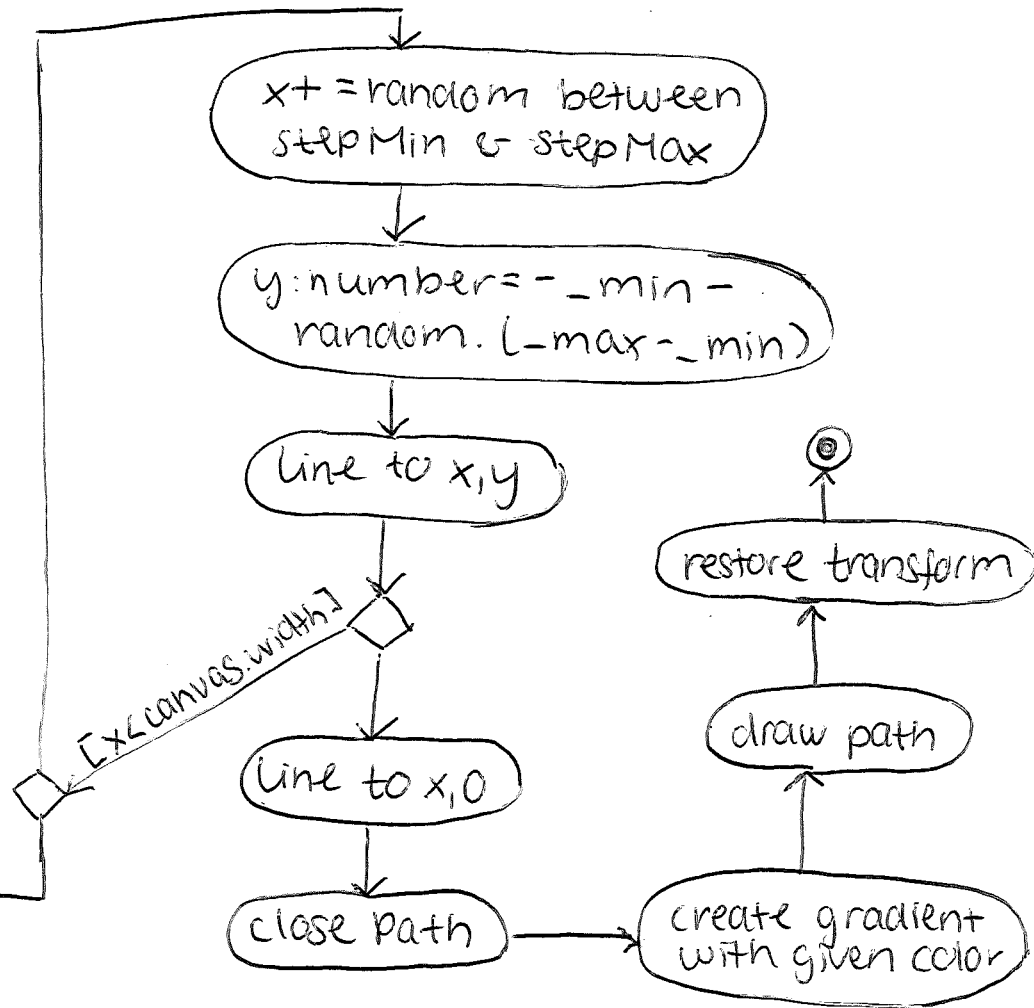 x+ = random between
stepMin & stepMax
y:number= - _min -
random. (_max-_min)
line to x,y
[x<canvas.width]
line to x,0
close path
create gradient
with given color
draw path
restore transform